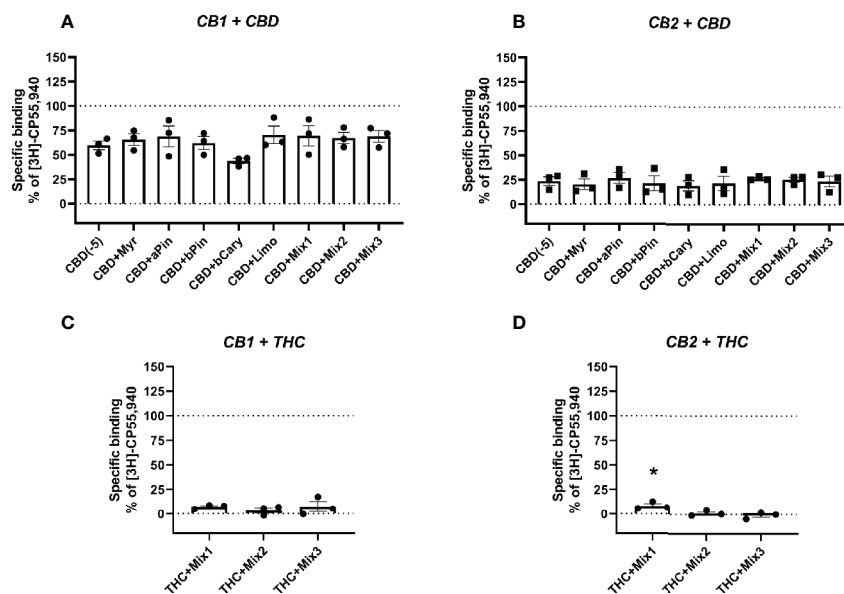 A
CB1 + CBD
Specific binding
% of [3H]-CP55,940
150
125
100
75
50
25
0
CBD(-5)
CBD+Myr
CBD+aPin
CBD+bPin
CBD+bCary
CBD+Limo
CBD+Mix1
CBD+Mix2
CBD+Mix3
B
CB2 + CBD
Specific binding
% of [3H]-CP55,940
150
125
100
75
50
25
0
CBD(-5)
CBD+Myr
CBD+aPin
CBD+bPin
CBD+bCary
CBD+Limo
CBD+Mix1
CBD+Mix2
CBD+Mix3
C
CB1 + THC
Specific binding
% of [3H]-CP55,940
150
125
100
75
50
25
0
THC+Mix1
THC+Mix2
THC+Mix3
D
CB2 + THC
Specific binding
% of [3H]-CP55,940
150
125
100
75
50
25
0
*
THC+Mix1
THC+Mix2
THC+Mix3